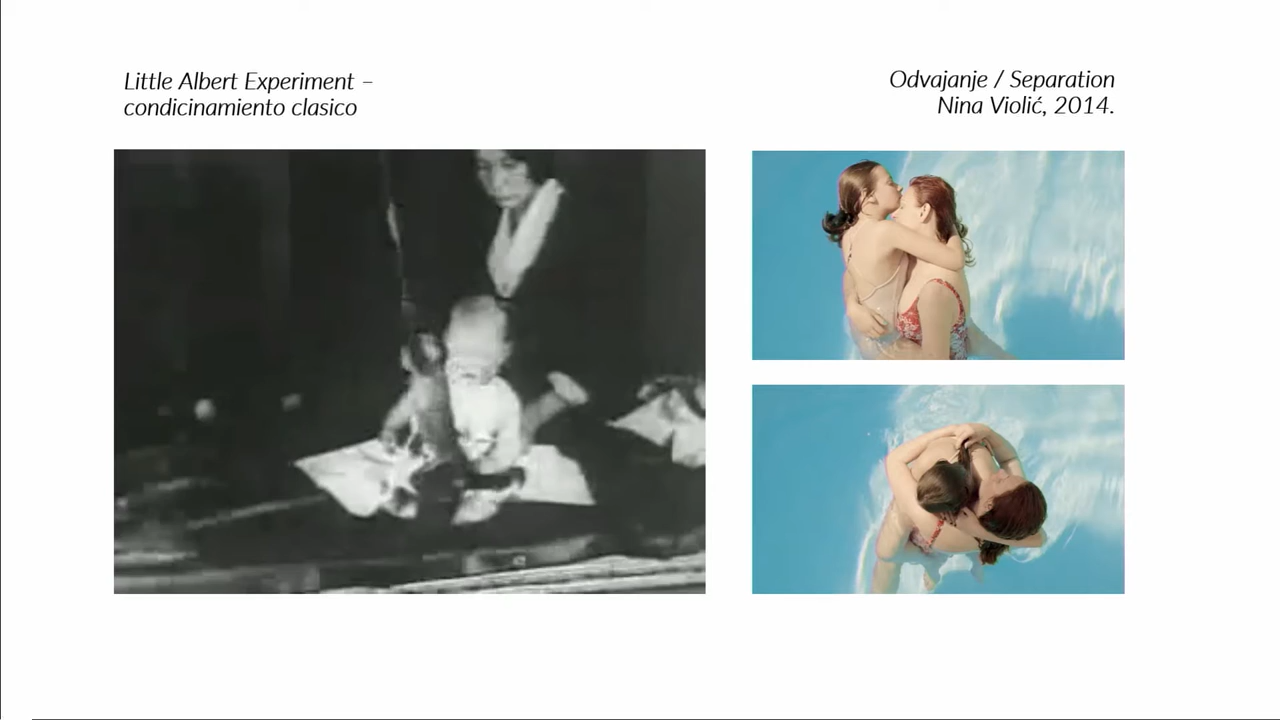 Little Albert Experiment –
condicinamiento clasico
Odvajanje / Separation
Nina Violić, 2014.